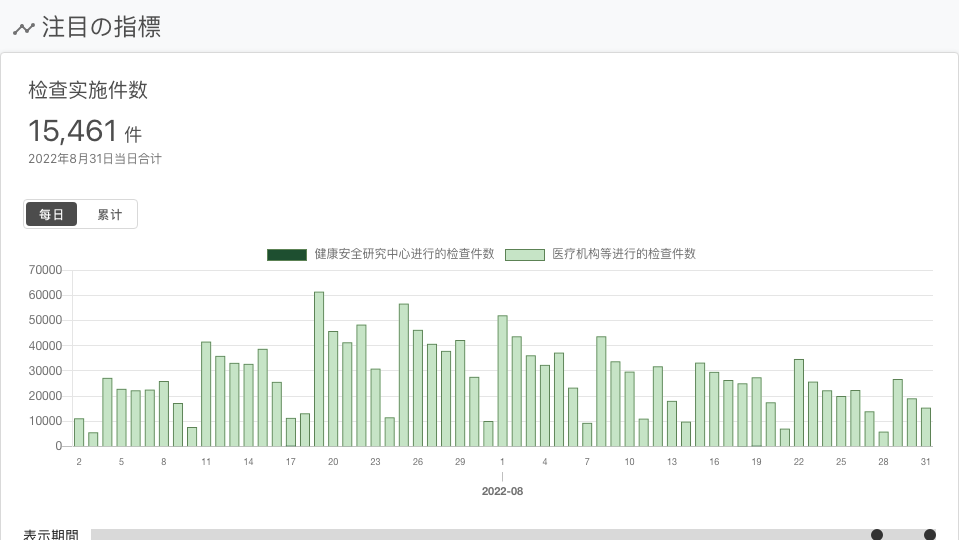 注目の指標
检查实施件数
15,461 件
2022年8月31日当日合计
每日 累计
健康安全研究中心进行的检查件数 医疗机构等进行的检查件数
70000
60000
50000
40000
30000
20000
10000
0
2 5 8 11 14 17 20 23 26 29 1 4 7 10 13 16 19 22 25 28 31
2022-08
表示期間